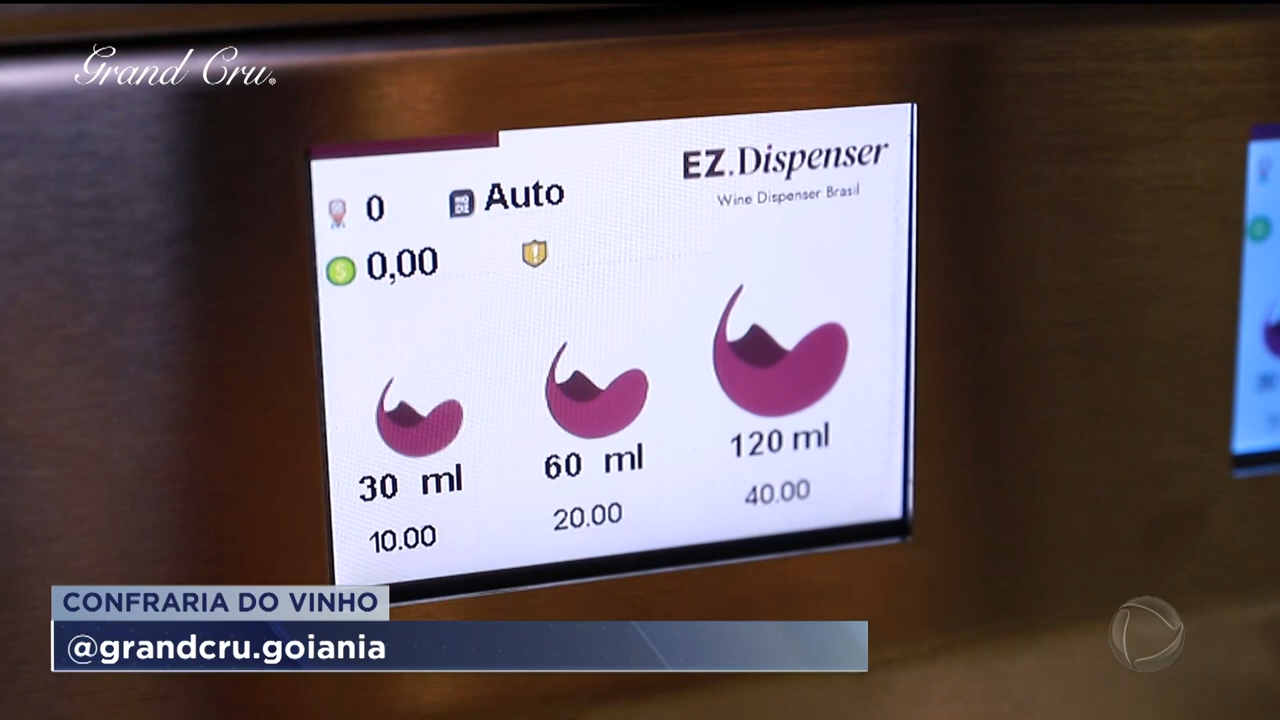 Grand Cru®
EZ.Dispenser
Wine Dispenser Brasil
0
MODE Auto
0,00
30 ml
60 ml
120 ml
10.00
20.00
40.00
CONFRARIA DO VINHO
@grandcru.goiania